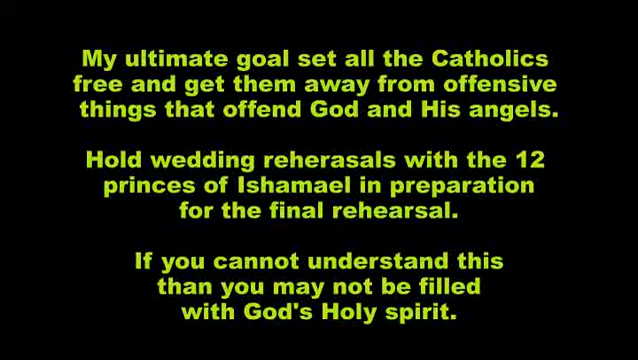 My ultimate goal set all the Catholics
free and get them away from offensive
things that offend God and His angels.
Hold wedding reherasals with the 12
princes of Ishamael in preparation
for the final rehearsal.
If you cannot understand this
than you may not be filled
with God's Holy spirit.